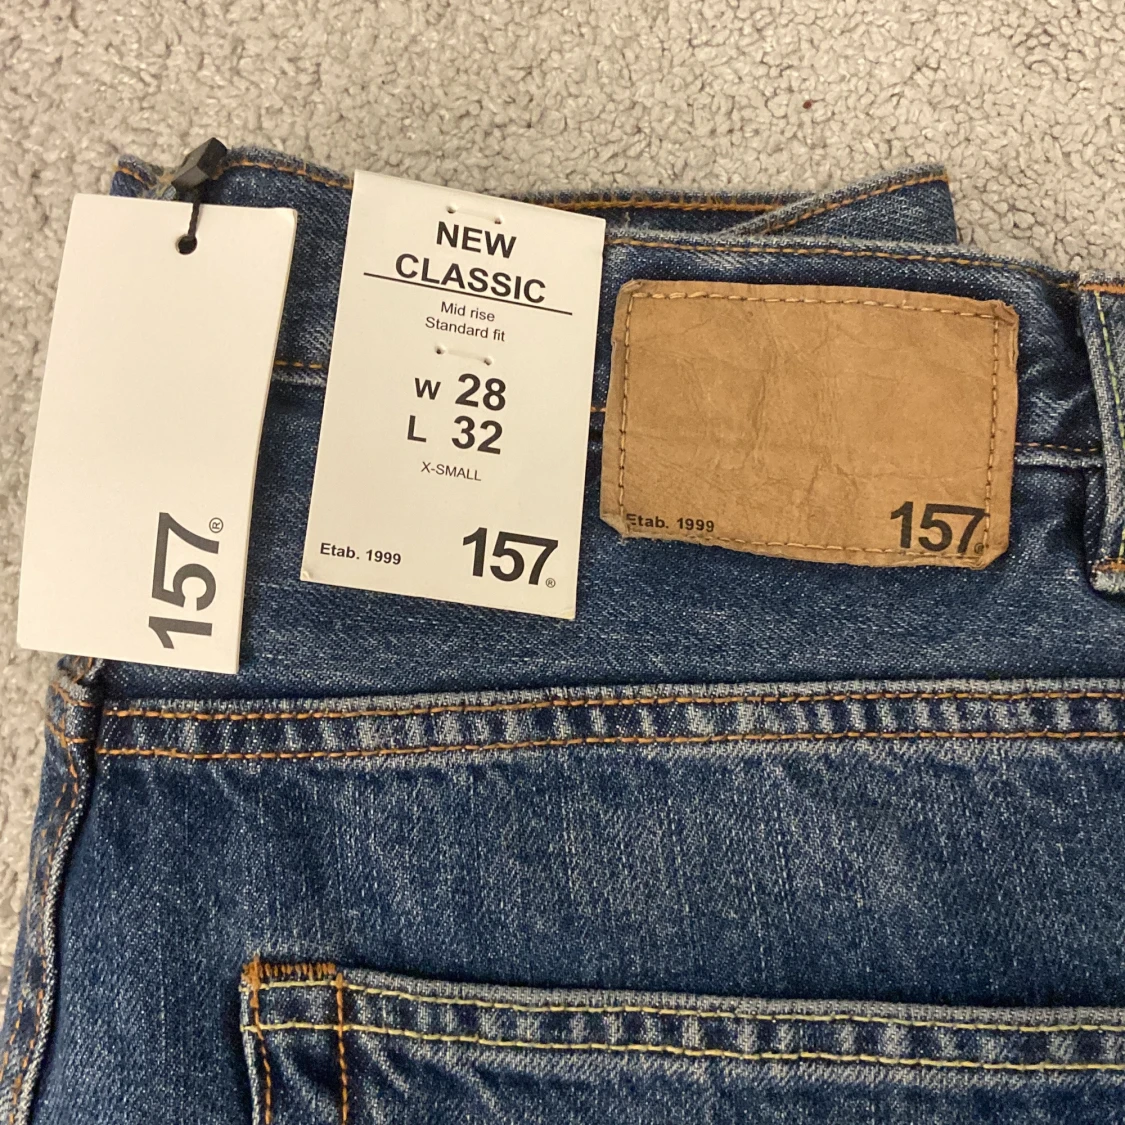 157®
NEW
CLASSIC
Mid rise
Standard fit
W 28
L 32
X-SMALL
Etab. 1999
157®
Etab. 1999
157®